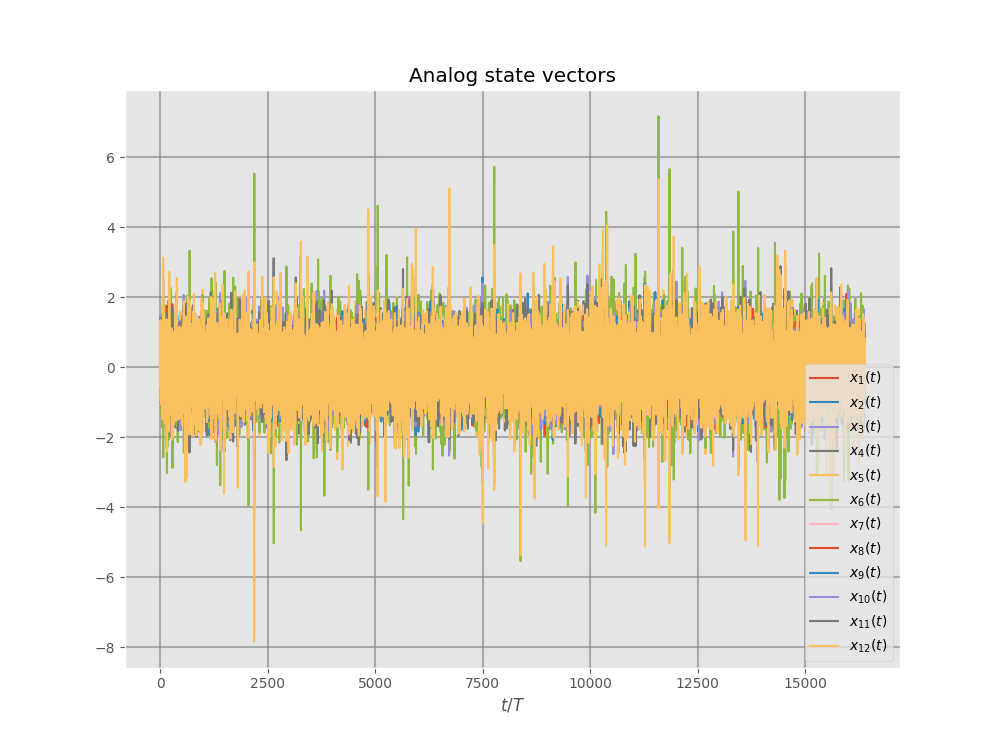 Analog state vectors
6
4
2
0
−2
−4
−6
−8
0 2500 5000 7500 10000 12500 15000
t/T
x₁(t)
x₂(t)
x₃(t)
x₄(t)
x₅(t)
x₆(t)
x₇(t)
x₈(t)
x₉(t)
x₁₀(t)
x₁₁(t)
x₁₂(t)